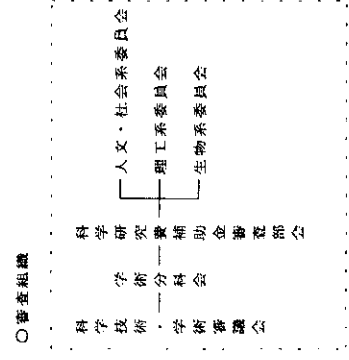 ○審査組織
科学技術・学術審議会
学術分科会
科学研究費補助金審査部会
人文・社会系委員会
理工系委員会
生物系委員会